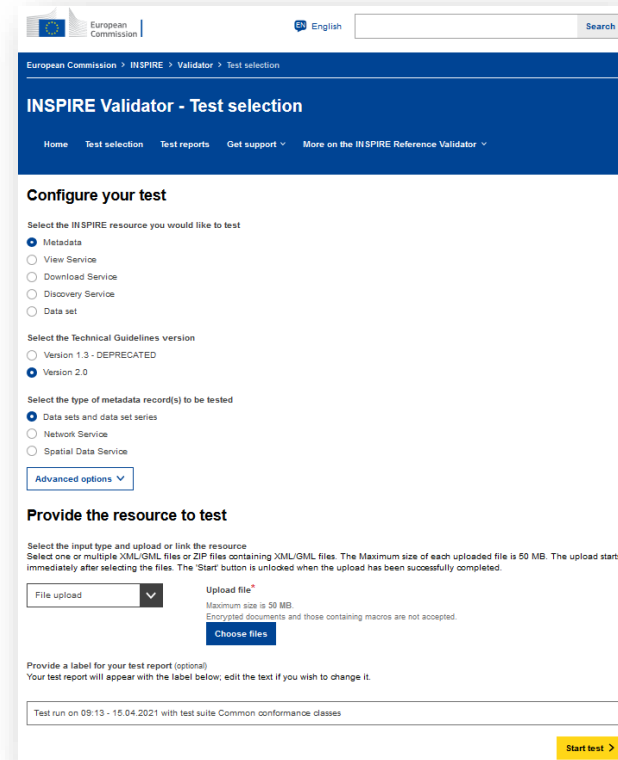 European
Commission
EN English
Search
European Commission > INSPIRE > Validator > Test selection
INSPIRE Validator - Test selection
Home Test selection Test reports Get support More on the INSPIRE Reference Validator
Configure your test
Select the INSPIRE resource you would like to test
Metadata
View Service
Download Service
Discovery Service
Data set
Select the Technical Guidelines version
Version 1.3 - DEPRECATED
Version 2.0
Select the type of metadata record(s) to be tested
Data sets and data set series
Network Service
Spatial Data Service
Advanced options
Provide the resource to test
Select the input type and upload or link the resource
Select one or multiple XML/GML files or ZIP files containing XML/GML files. The Maximum size of each uploaded file is 50 MB. The upload starts
immediately after selecting the files. The 'Start' button is unlocked when the upload has been successfully completed.
File upload
Upload file*
Maximum size is 50 MB.
Encrypted documents and those containing macros are not accepted.
Choose files
Provide a label for your test report (optional)
Your test report will appear with the label below; edit the text if you wish to change it.
Test run on 09:13 - 15.04.2021 with test suite Common conformance classes
Start test >